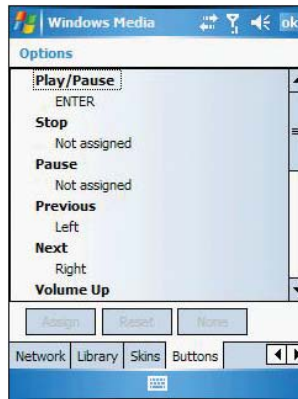 Windows Media
ok
Options
Play/Pause
ENTER
Stop
Not assigned
Pause
Not assigned
Previous
Left
Next
Right
Volume Up
Assign Reset None
Network Library Skins Buttons